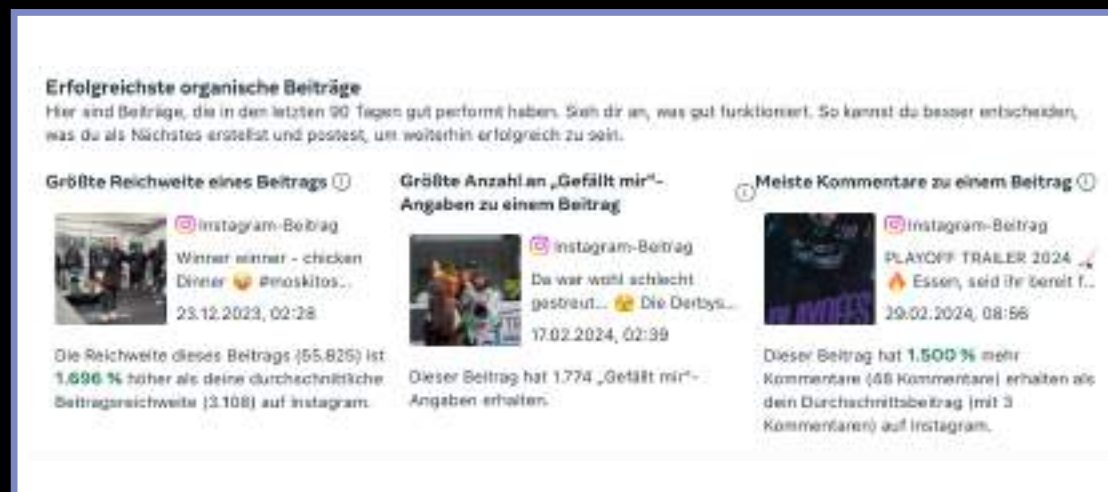 Erfolgreichste organische Beiträge
Hier sind Beiträge, die in den letzten 90 Tagen gut performt haben. Sieh dir an, was gut funktioniert. So kannst du besser entscheiden,
was du als Nächstes erstellst und postest, um weiterhin erfolgreich zu sein.
Größte Reichweite eines Beitrags
Instagram-Beitrag
Winner winner - chicken
Dinner 😜 #moskitos...
23.12.2023, 02:28
Die Reichweite dieses Beitrags (55.825) ist
1.696 % höher als deine durchschnittliche
Beitragsreichweite (3.108) auf Instagram.
Größte Anzahl an „Gefällt mir"-
Angaben zu einem Beitrag
Instagram-Beitrag
Da war wohl schlecht
gestreut... 🫣 Die Derbys...
17.02.2024, 02:39
Dieser Beitrag hat 1.774 „Gefällt mir"-
Angaben erhalten.
Meiste Kommentare zu einem Beitrag
PLAYOFFS
Instagram-Beitrag
PLAYOFF TRAILER 2024 🏒
🔥 Essen, seid ihr bereit f...
29.02.2024, 08:56
Dieser Beitrag hat 1.500 % mehr
Kommentare (48 Kommentare) erhalten als
dein Durchschnittsbeitrag (mit 3
Kommentaren) auf Instagram.